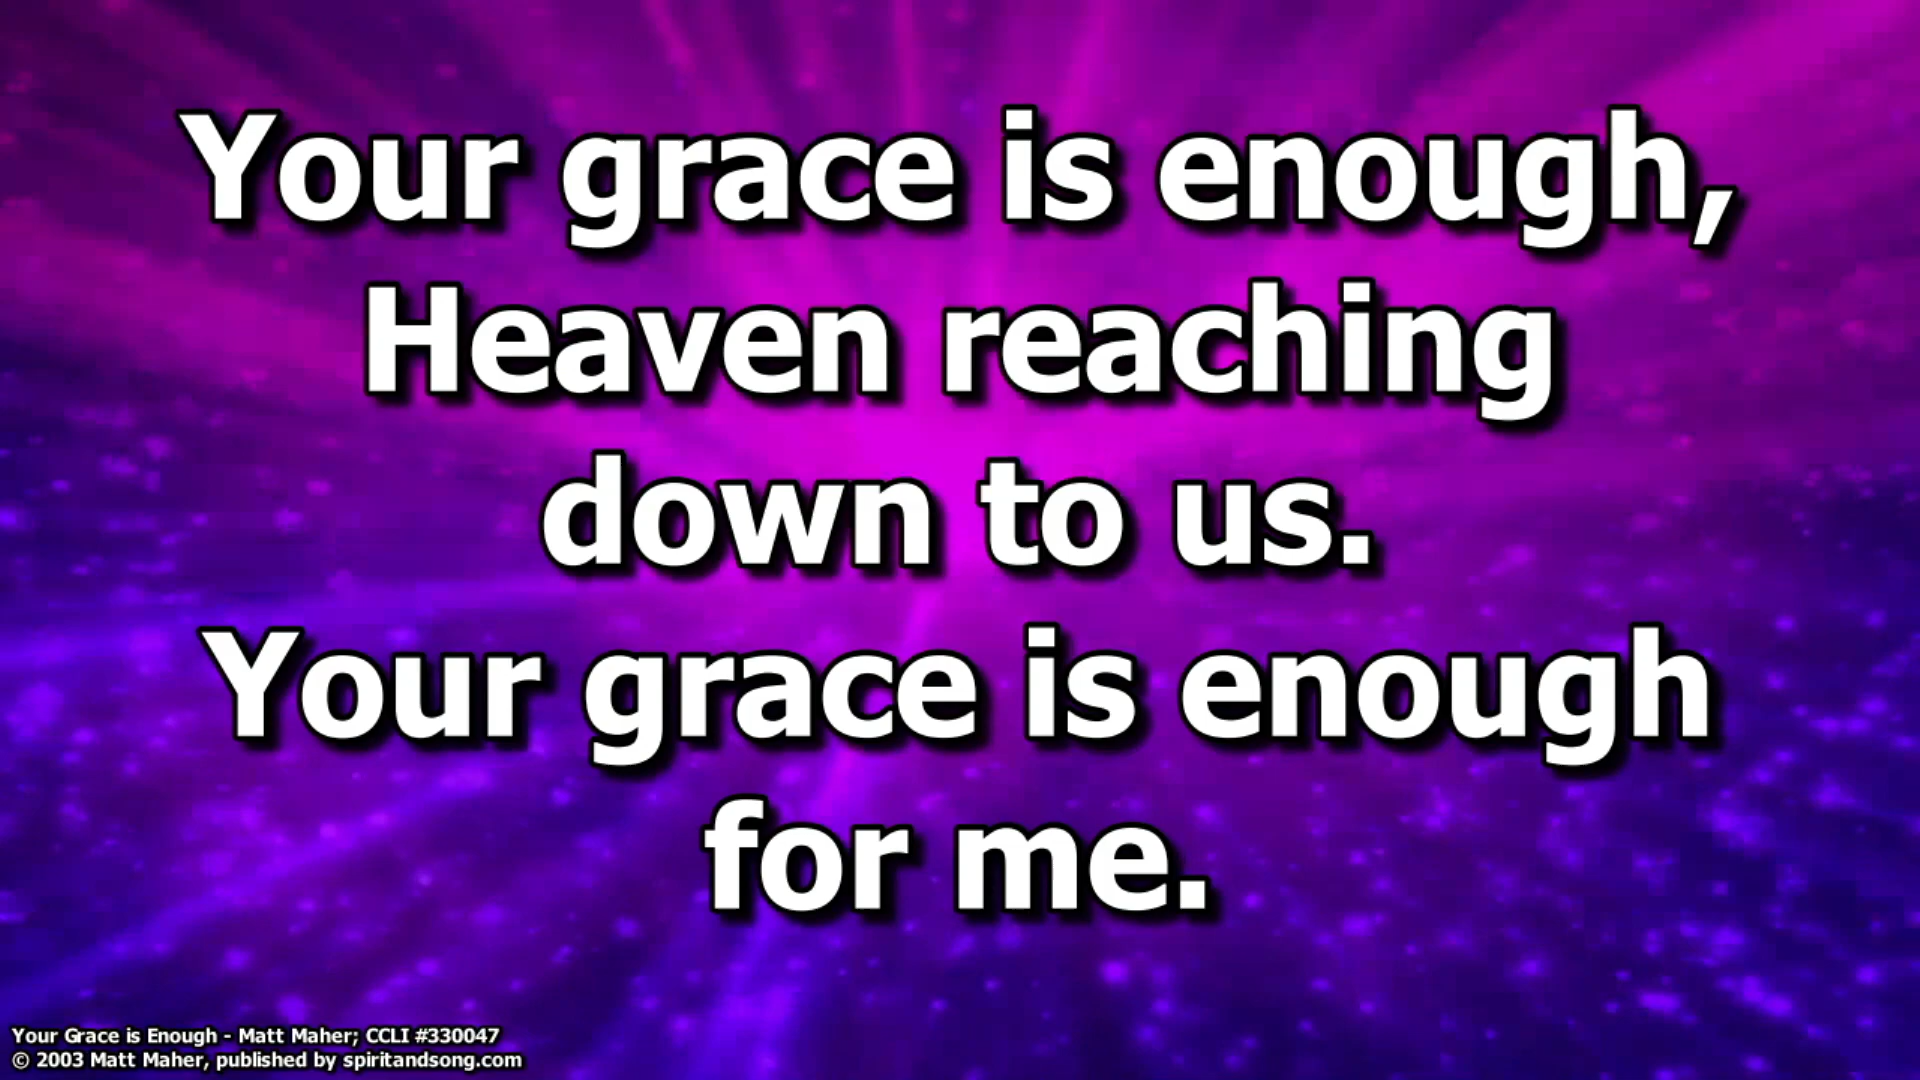 Your grace is enough,
Heaven reaching
down to us.
Your grace is enough
for me.
Your Grace is Enough - Matt Maher; CCLI #330047
© 2003 Matt Maher, published by spiritandsong.com